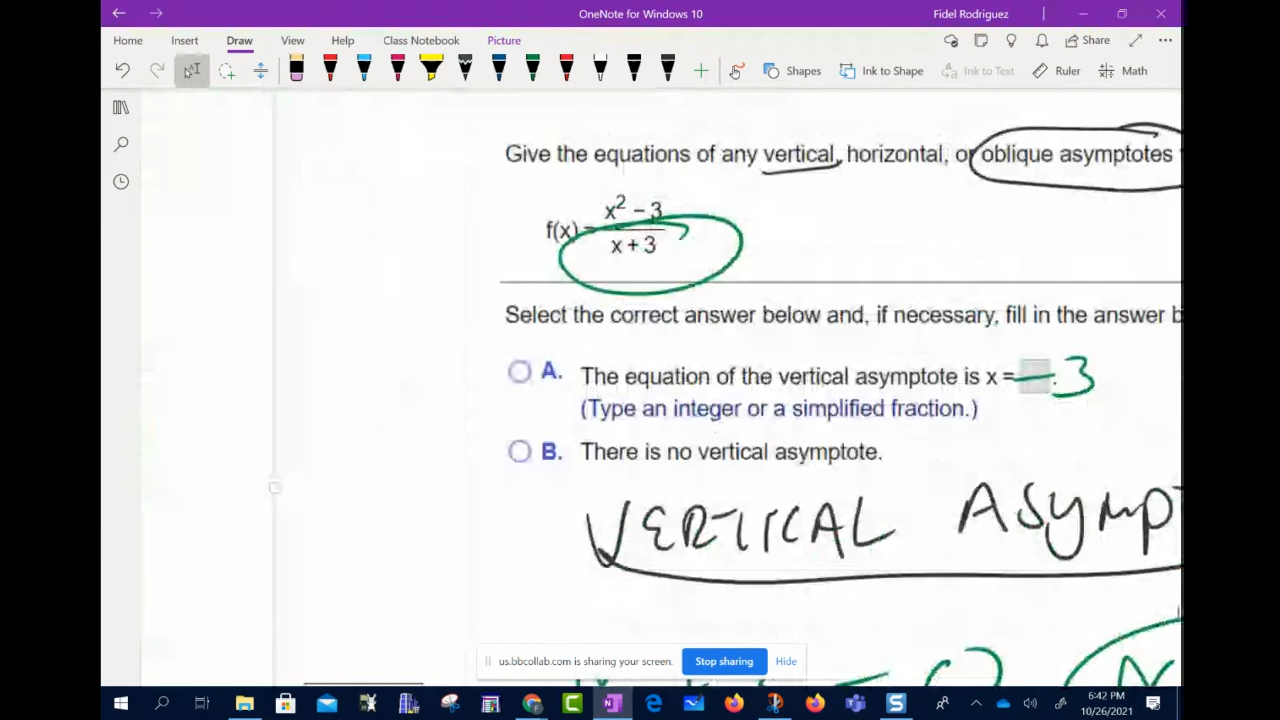 OneNote for Windows 10
Fidel Rodriguez
Home Insert Draw View Help Class Notebook Picture
Share
Shapes Ink to Shape Ink to Text Ruler Math
Give the equations of any vertical, horizontal, or oblique asymptotes
f(x) = x² − 3
x + 3
Select the correct answer below and, if necessary, fill in the answer b
A. The equation of the vertical asymptote is x = − . 3
(Type an integer or a simplified fraction.)
B. There is no vertical asymptote.
VERTICAL ASYMPT
us.bbcollab.com is sharing your screen. Stop sharing Hide
6:42 PM
10/26/2021